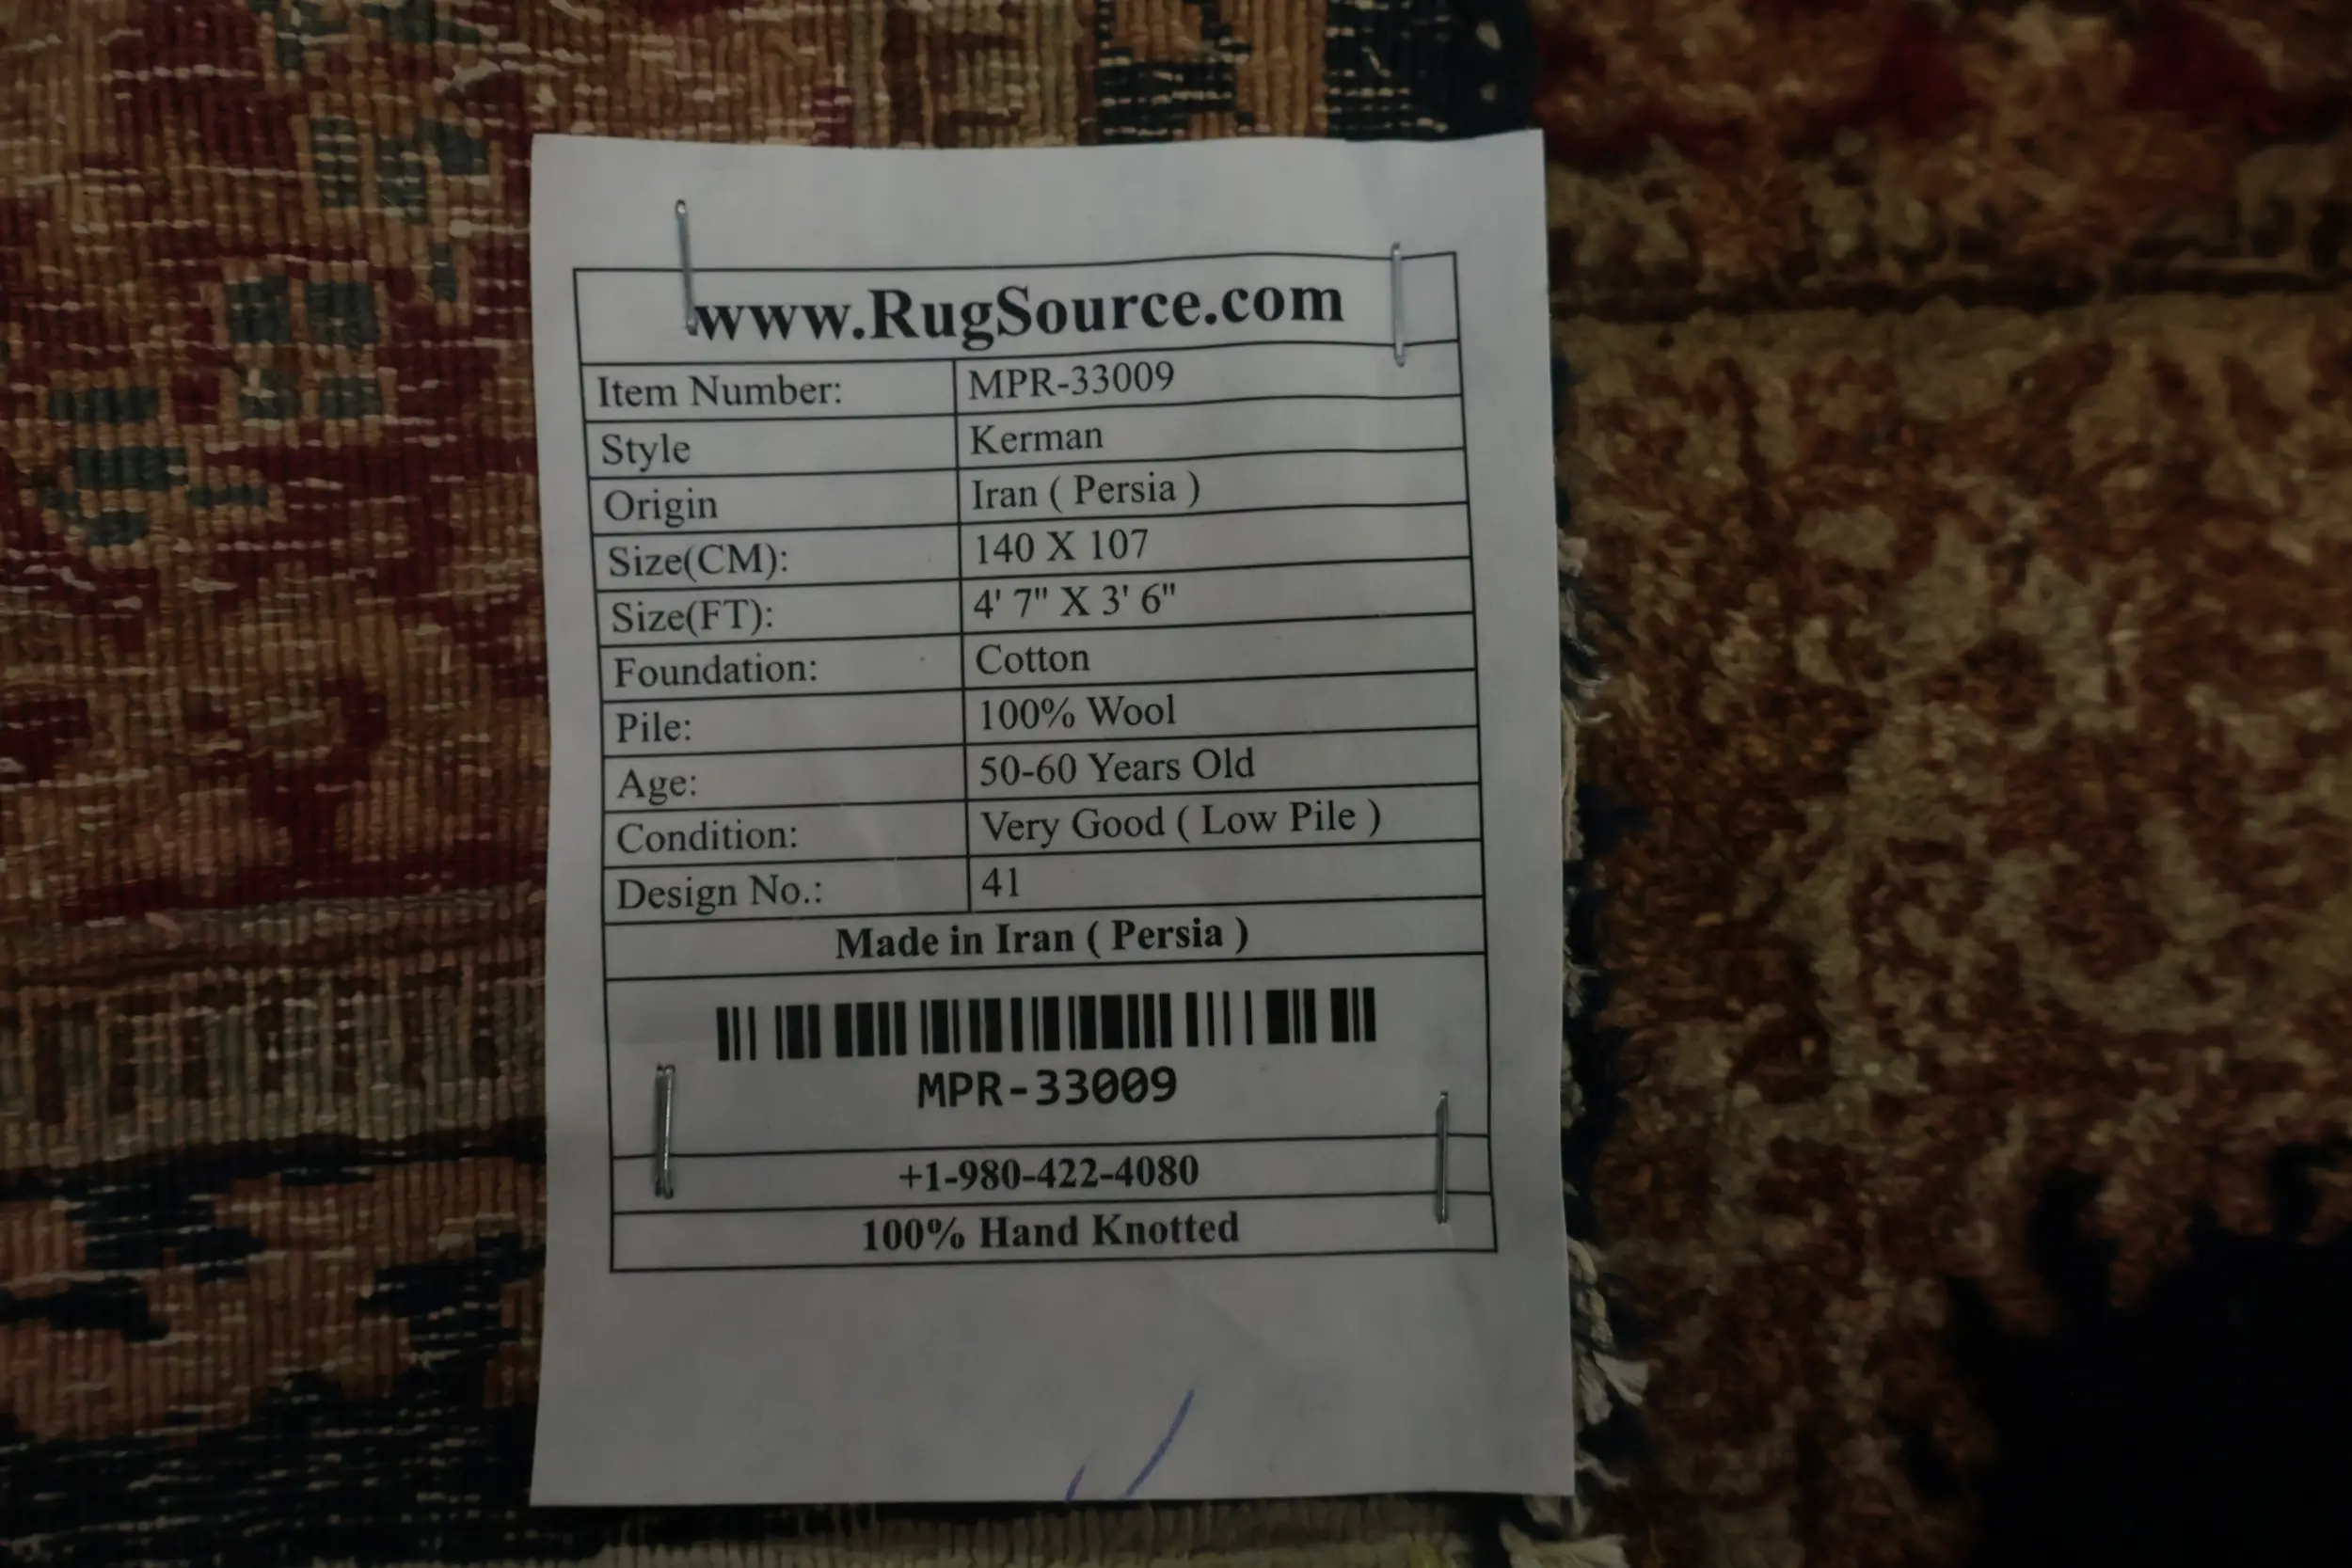 www.RugSource.com
Item Number: MPR-33009
Style Kerman
Origin Iran ( Persia )
Size(CM): 140 X 107
Size(FT): 4' 7" X 3' 6"
Foundation: Cotton
Pile: 100% Wool
Age: 50-60 Years Old
Condition: Very Good ( Low Pile )
Design No.: 41
Made in Iran ( Persia )
MPR-33009
+1-980-422-4080
100% Hand Knotted